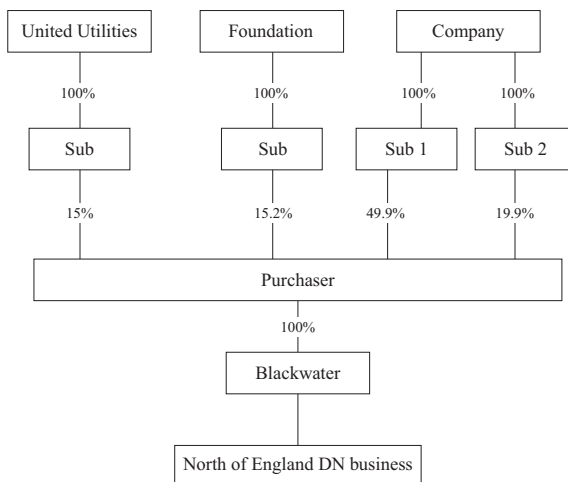 United Utilities
Foundation
Company
100%
100%
100%
100%
Sub
Sub
Sub 1
Sub 2
15%
15.2%
49.9%
19.9%
Purchaser
100%
Blackwater
North of England DN business